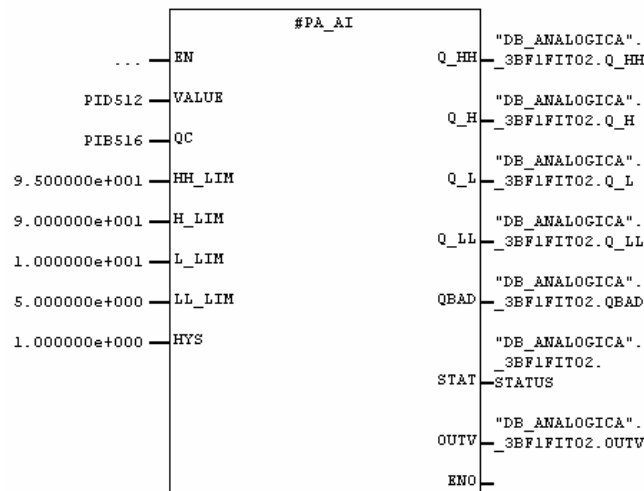 #PA_AI
"DB_ANALOGICA".
... EN Q_HH _3BF1FIT02.Q_HH
"DB_ANALOGICA".
PID512 VALUE
Q_H _3BF1FIT02.Q_H
PIB516 QC
"DB_ANALOGICA".
9.500000e+001 HH_LIM Q_L _3BF1FIT02.Q_L
9.000000e+001 H_LIM "DB_ANALOGICA".
Q_LL _3BF1FIT02.Q_LL
1.000000e+001 L_LIM
"DB_ANALOGICA".
5.000000e+000 LL_LIM QBAD _3BF1FIT02.QBAD
1.000000e+000 HYS "DB_ANALOGICA".
_3BF1FIT02.
STAT STATUS
"DB_ANALOGICA".
OUTV _3BF1FIT02.OUTV
ENO